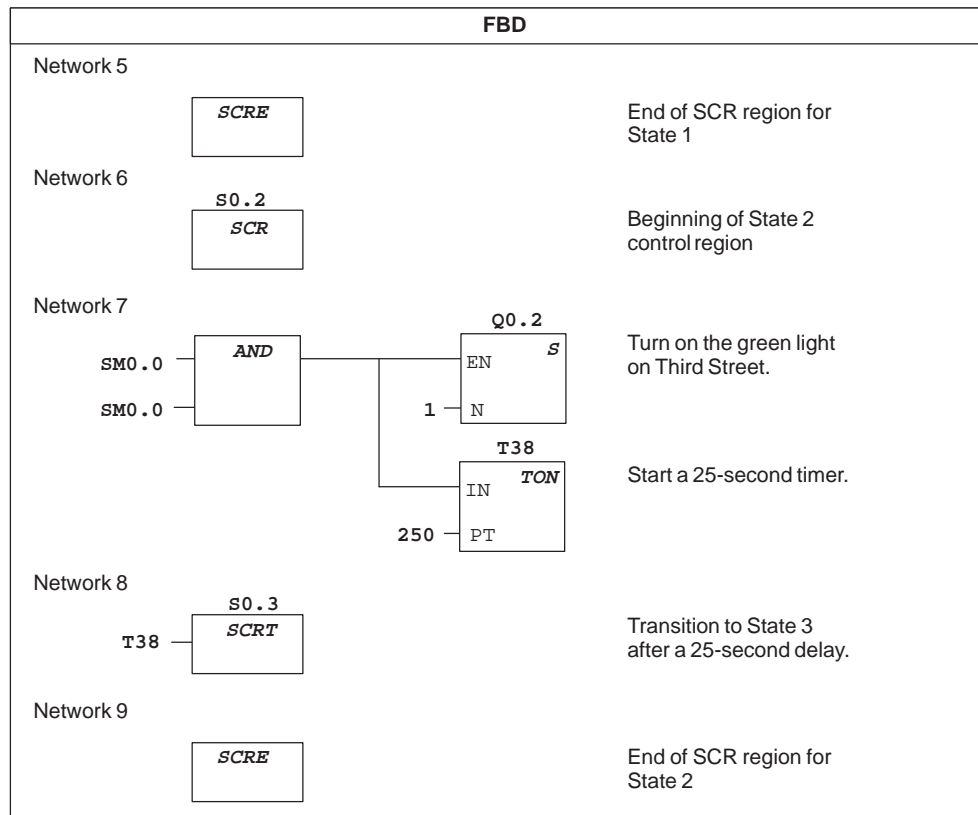 FBD
Network 5
SCRE
End of SCR region for
State 1
Network 6
S0.2
SCR
Beginning of State 2
control region
Network 7
Q0.2
SM0.0
AND
EN
S
Turn on the green light
on Third Street.
SM0.0
1
N
T38
IN
TON
Start a 25-second timer.
250
PT
Network 8
S0.3
T38
SCRT
Transition to State 3
after a 25-second delay.
Network 9
SCRE
End of SCR region for
State 2